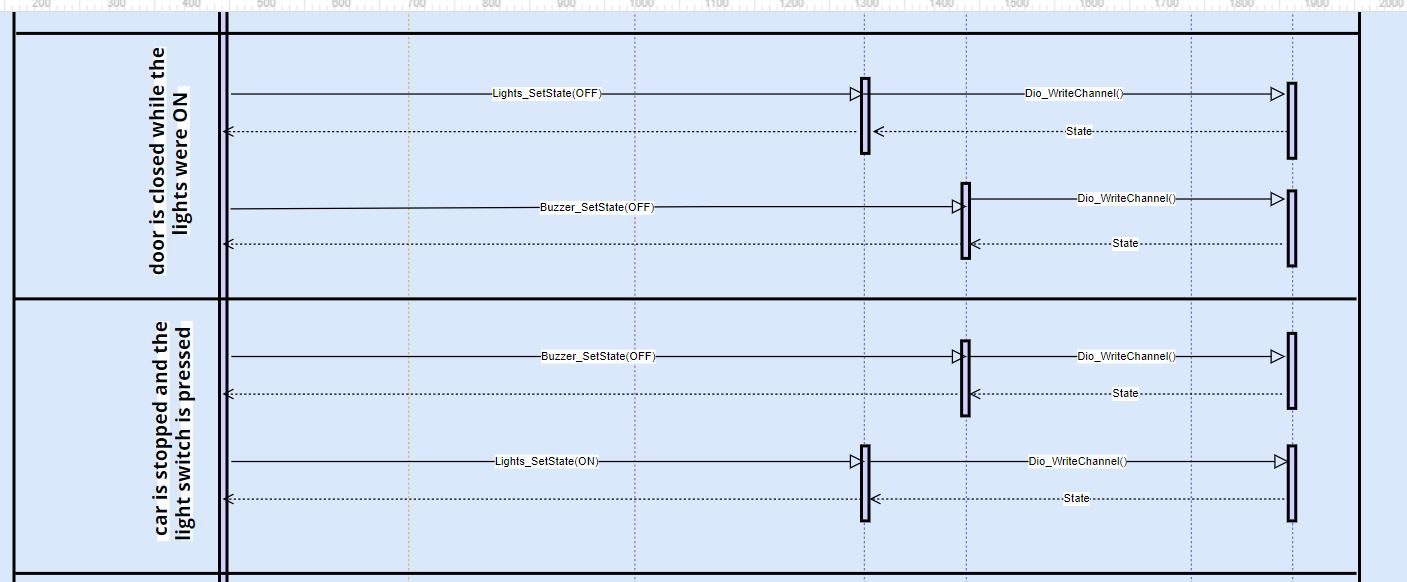 200 300 400 500 600 700 800 900 1000 1100 1200 1300 1400 1500 1600 1700 1800 1900 2000
door is closed while the
lights were ON
Lights_SetState(OFF) Dio_WriteChannel()
State
Buzzer_SetState(OFF) Dio_WriteChannel()
State
car is stopped and the
light switch is pressed
Buzzer_SetState(OFF) Dio_WriteChannel()
State
Lights_SetState(ON) Dio_WriteChannel()
State